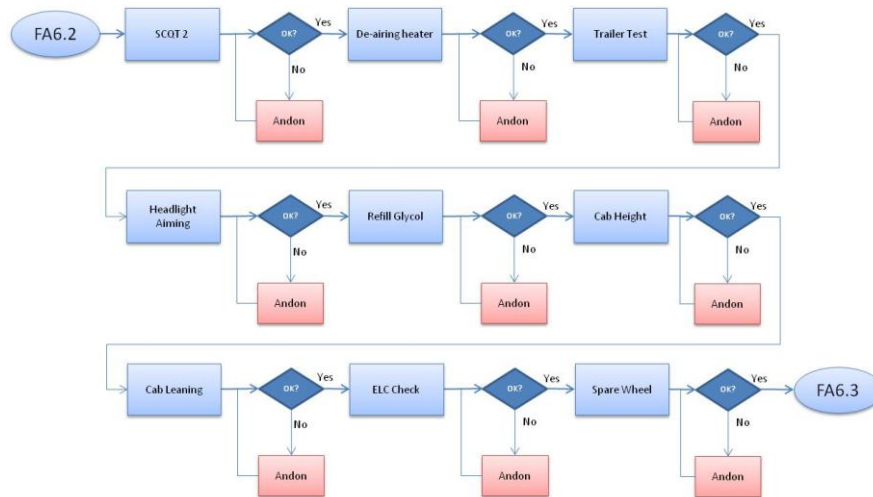 FA6.2
SCQT 2
OK?
Yes
De-airing heater
OK?
Yes
Trailer Test
OK?
Yes
No
No
No
Andon
Andon
Andon
Headlight
Aiming
OK?
Yes
Refill Glycol
OK?
Yes
Cab Height
OK?
Yes
No
No
No
Andon
Andon
Andon
Cab Leaning
OK?
Yes
ELC Check
OK?
Yes
Spare Wheel
OK?
Yes
FA6.3
No
No
No
Andon
Andon
Andon